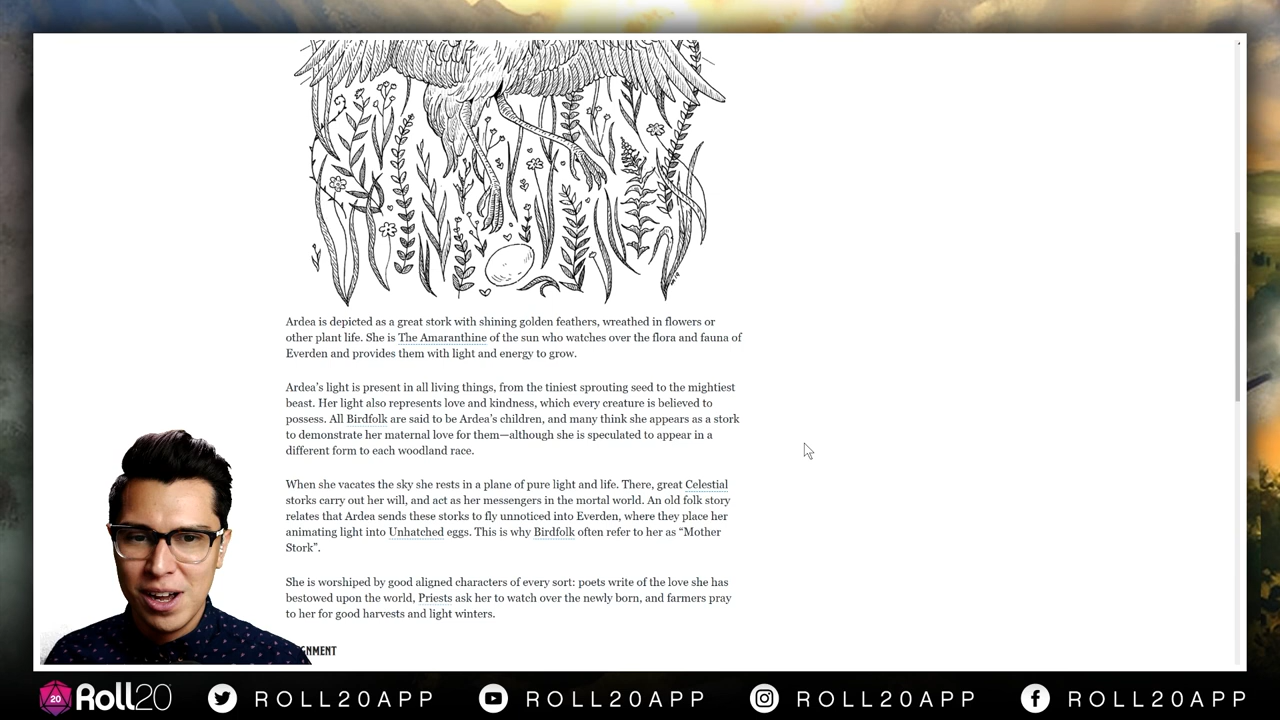 Ardea is depicted as a great stork with shining golden feathers, wreathed in flowers or
other plant life. She is The Amaranthine of the sun who watches over the flora and fauna of
Everden and provides them with light and energy to grow.
Ardea's light is present in all living things, from the tiniest sprouting seed to the mightiest
beast. Her light also represents love and kindness, which every creature is believed to
possess. All Birdfolk are said to be Ardea's children, and many think she appears as a stork
to demonstrate her maternal love for them—although she is speculated to appear in a
different form to each woodland race.
When she vacates the sky she rests in a plane of pure light and life. There, great Celestial
storks carry out her will, and act as her messengers in the mortal world. An old folk story
relates that Ardea sends these storks to fly unnoticed into Everden, where they place her
animating light into Unhatched eggs. This is why Birdfolk often refer to her as “Mother
Stork”.
She is worshiped by good aligned characters of every sort: poets write of the love she has
bestowed upon the world, Priests ask her to watch over the newly born, and farmers pray
to her for good harvests and light winters.
GNMENT
20 Roll20 ROLL20APP ROLL20APP ROLL20APP ROLL20APP